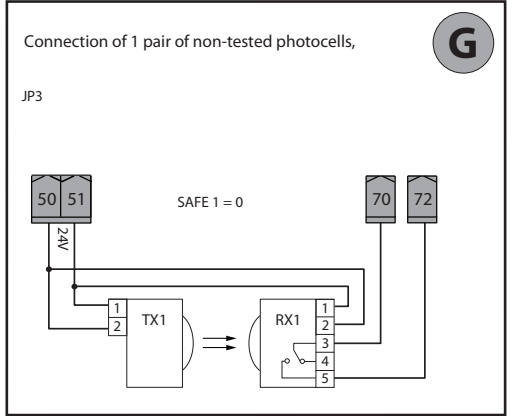 Connection of 1 pair of non-tested photocells,
G
JP3
50 51
SAFE 1 = 0
70 72
24V
1
2
TX1
RX1
1
2
3
4
5